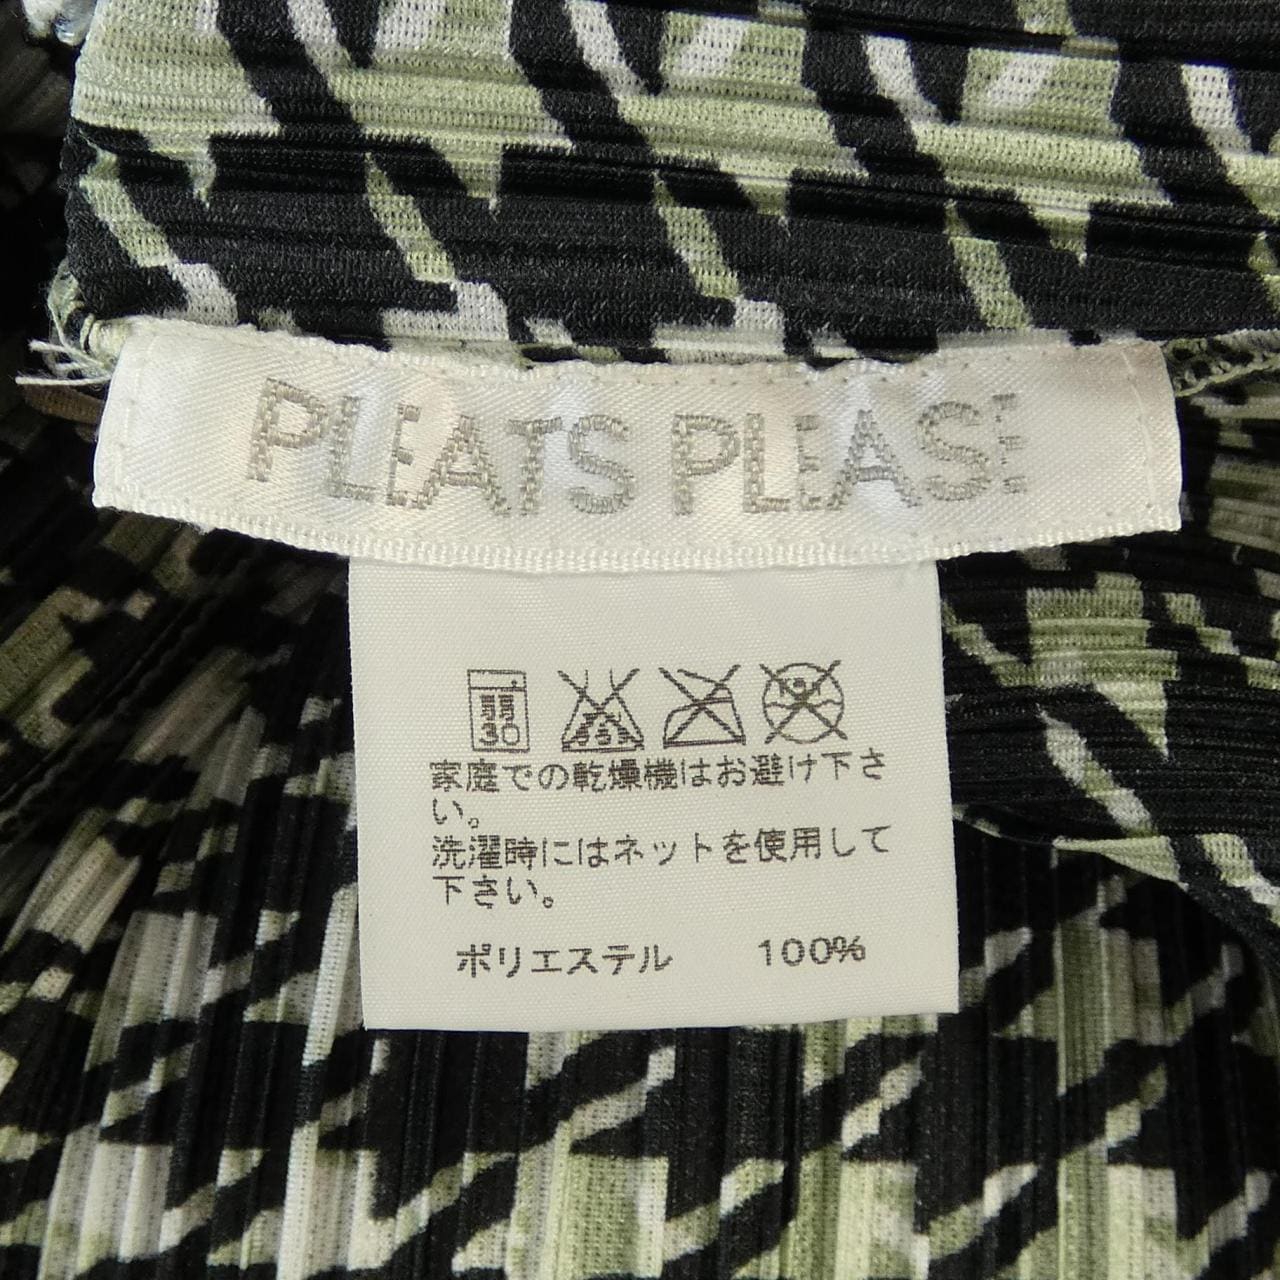 PLEATS PLEASE
弱
30
家庭での乾燥機はお避け下さ
い。
洗濯時にはネットを使用して
下さい。
ポリエステル 100%